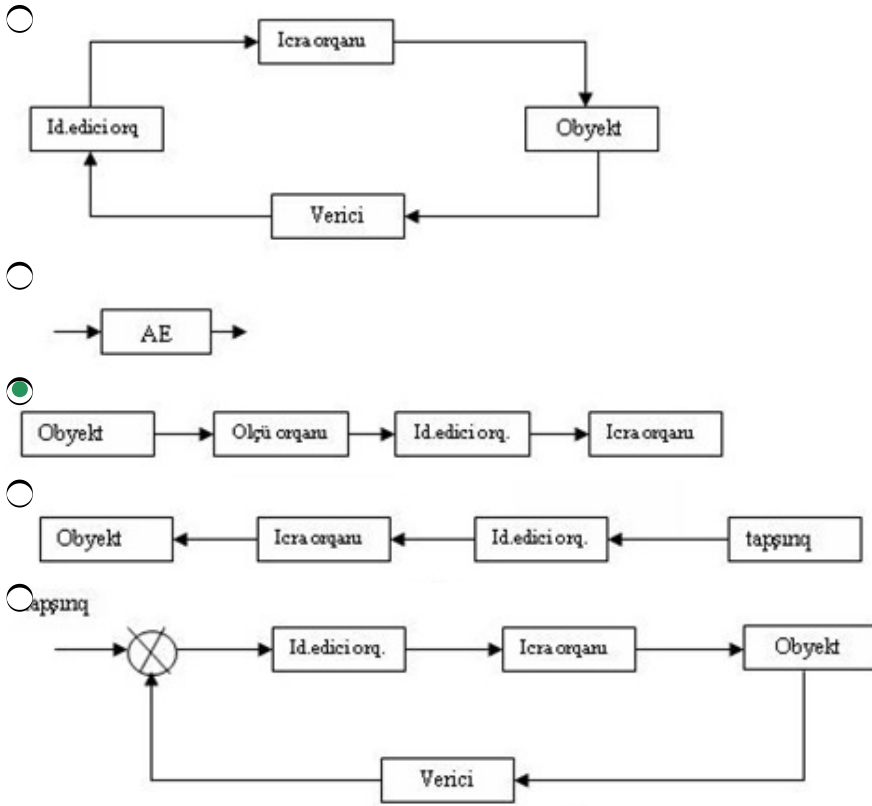 Icra orqanı
Id.edici orq
Obyekt
Verici
AE
Obyekt
Olçü orqanı
Id.edici orq.
Icra orqanı
Obyekt
Icra orqanı
Id.edici orq.
tapşırıq
tapşırıq
Id.edici orq.
Icra orqanı
Obyekt
Verici